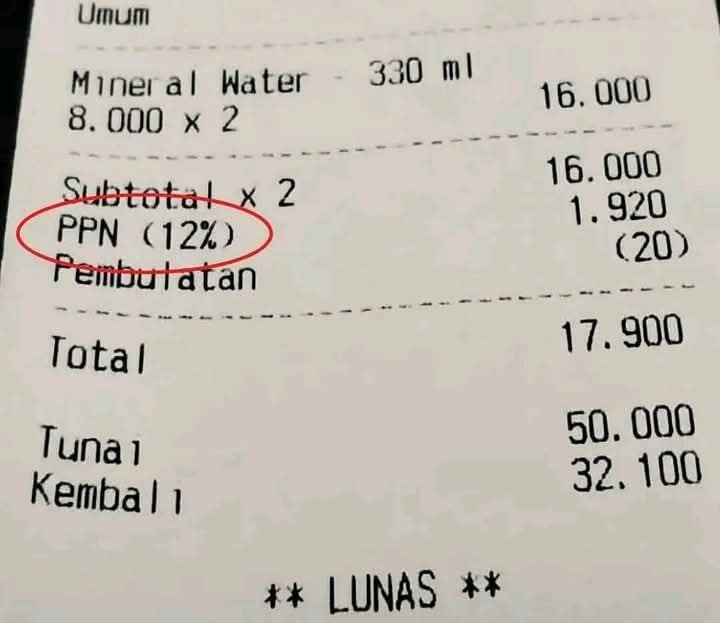 Umum
Mineral Water - 330 ml
8.000 x 2 16.000
Subtotal x 2 16.000
PPN (12%) 1.920
Pembulatan (20)
Total 17.900
Tunai 50.000
Kembali 32.100
** LUNAS **